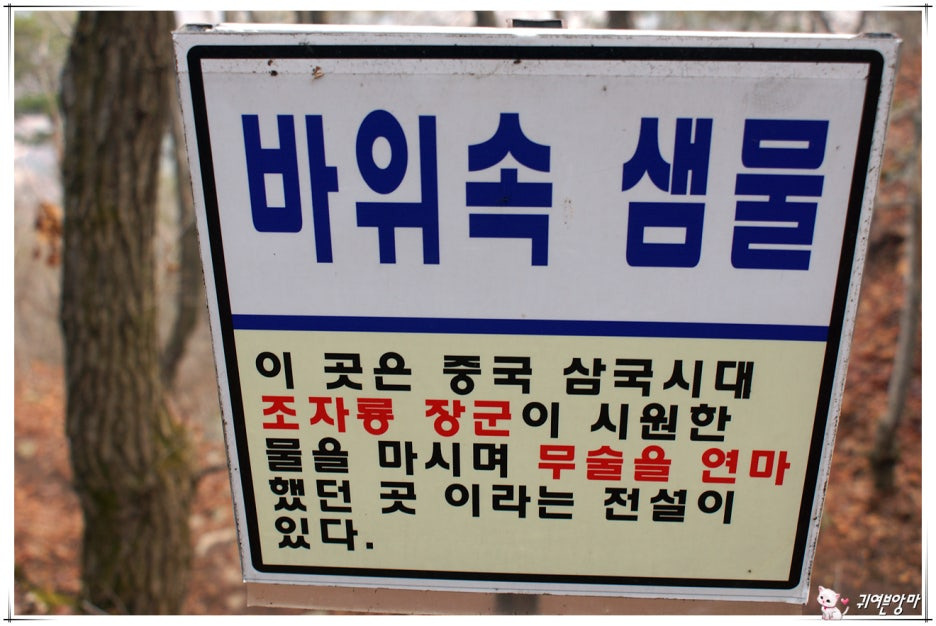 바위속 샘물
이 곳은 중국 삼국시대
조자룡 장군이 시원한
물을 마시며 무술을 연마
했던 곳 이라는 전설이
있다.
귀여븐앙마